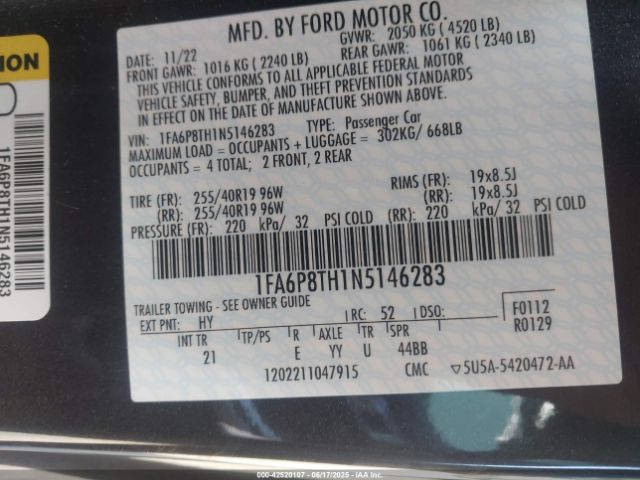 MFD. BY FORD MOTOR CO.
DATE: 11/22 GVWR: 2050 KG ( 4520 LB)
FRONT GAWR: 1016 KG ( 2240 LB) REAR GAWR: 1061 KG ( 2340 LB)
THIS VEHICLE CONFORMS TO ALL APPLICABLE FEDERAL MOTOR
VEHICLE SAFETY, BUMPER, AND THEFT PREVENTION STANDARDS
IN EFFECT ON THE DATE OF MANUFACTURE SHOWN ABOVE.
VIN: 1FA6P8TH1N5146283 TYPE: Passenger Car
MAXIMUM LOAD = OCCUPANTS + LUGGAGE = 302KG/ 668LB
OCCUPANTS = 4 TOTAL; 2 FRONT, 2 REAR
TIRE (FR): 255/40R19 96W RIMS (FR): 19x8.5J
(RR): 255/40R19 96W (RR): 19x8.5J
PRESSURE (FR): 220 kPa/ 32 PSI COLD (RR): 220 kPa/ 32 PSI COLD
1FA6P8TH1N5146283
TRAILER TOWING - SEE OWNER GUIDE
EXT PNT: HY RC: 52 DSO: F0112
R0129
INT TR TP/PS R AXLE TR SPR
21 E YY U 44BB
1202211047915 CMC ▽5U5A-5420472-AA
ION
1FA6P8TH1N5146283
000-42520107 - 06/17/2025 - IAAI.COM